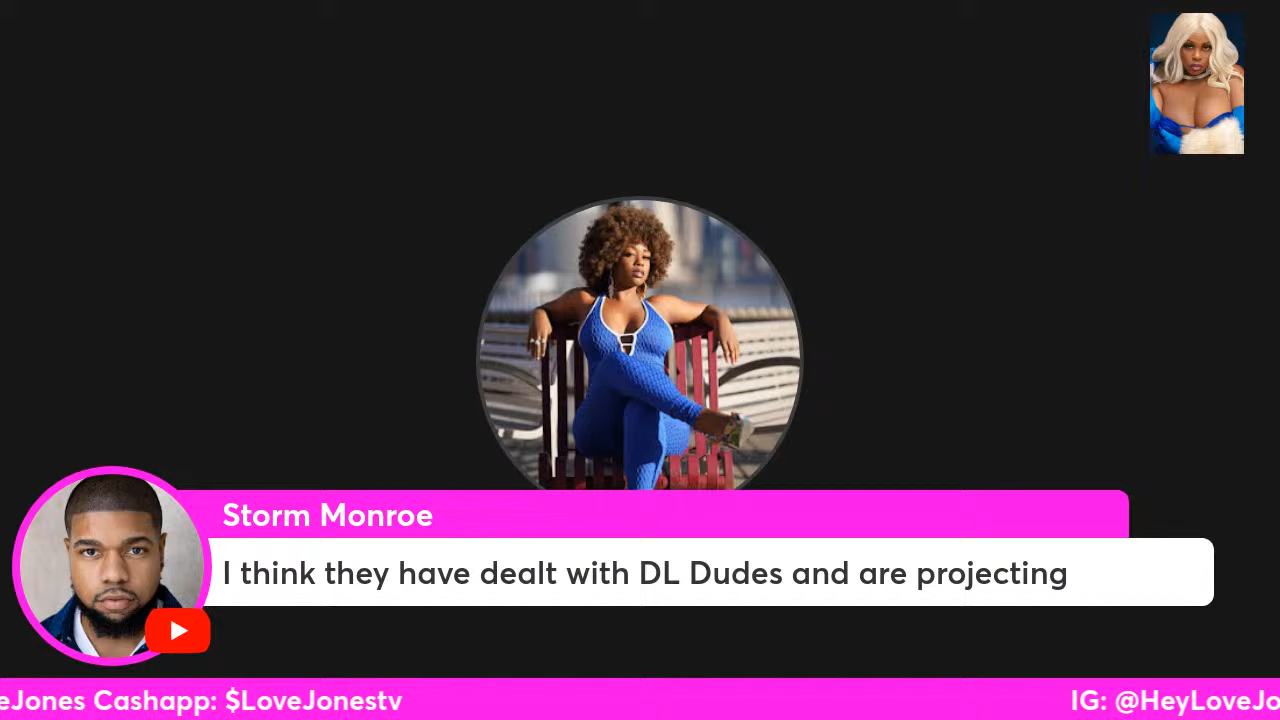 Storm Monroe
I think they have dealt with DL Dudes and are projecting
eJones Cashapp: $LoveJonestv
IG: @HeyLoveJo